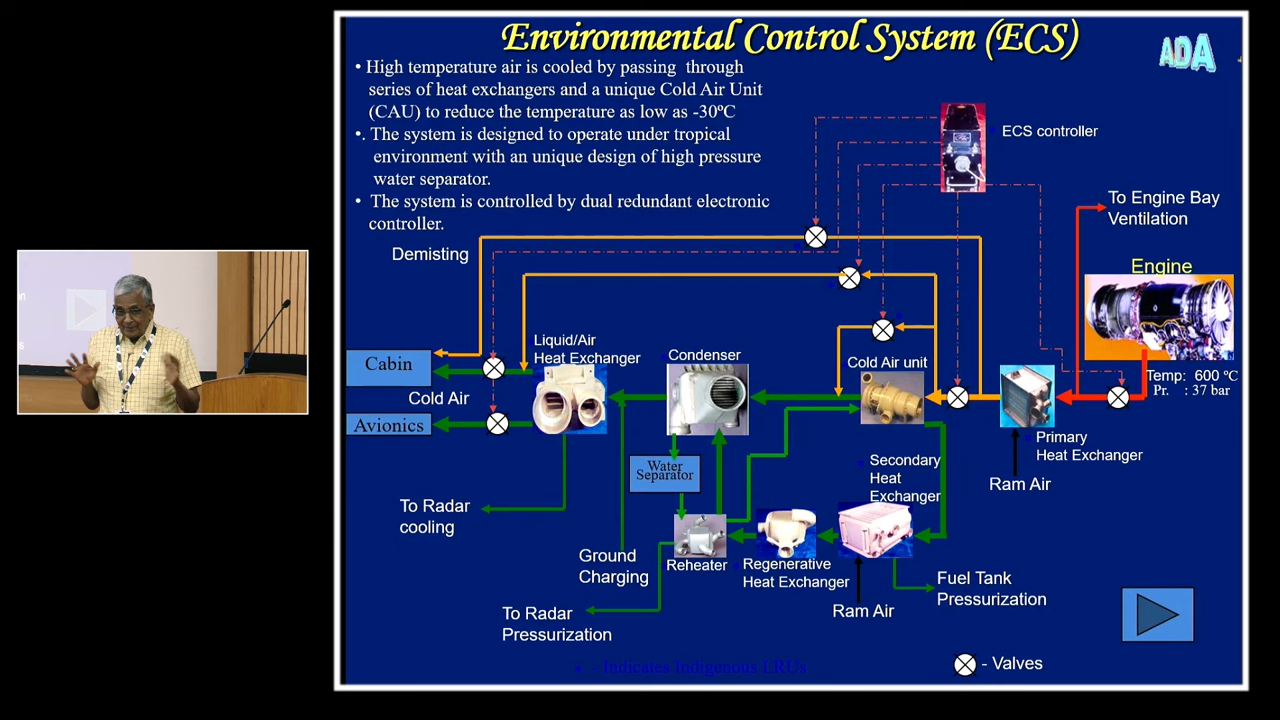 Environmental Control System (ECS)
ADA
• High temperature air is cooled by passing through
series of heat exchangers and a unique Cold Air Unit
(CAU) to reduce the temperature as low as -30ºC
•. The system is designed to operate under tropical
environment with an unique design of high pressure
water separator.
• The system is controlled by dual redundant electronic
controller.
ECS controller
To Engine Bay
Ventilation
Demisting
Engine
Liquid/Air
Heat Exchanger
Condenser
Cold Air unit
Cabin
Temp: 600 ºC
Pr. : 37 bar
Cold Air
Avionics
Primary
Heat Exchanger
Ram Air
Water
Separator
Secondary
Heat
Exchanger
To Radar
cooling
Ground
Charging
Reheater
Regenerative
Heat Exchanger
Ram Air
Fuel Tank
Pressurization
To Radar
Pressurization
- Indicates Indigenous LRUs
- Valves